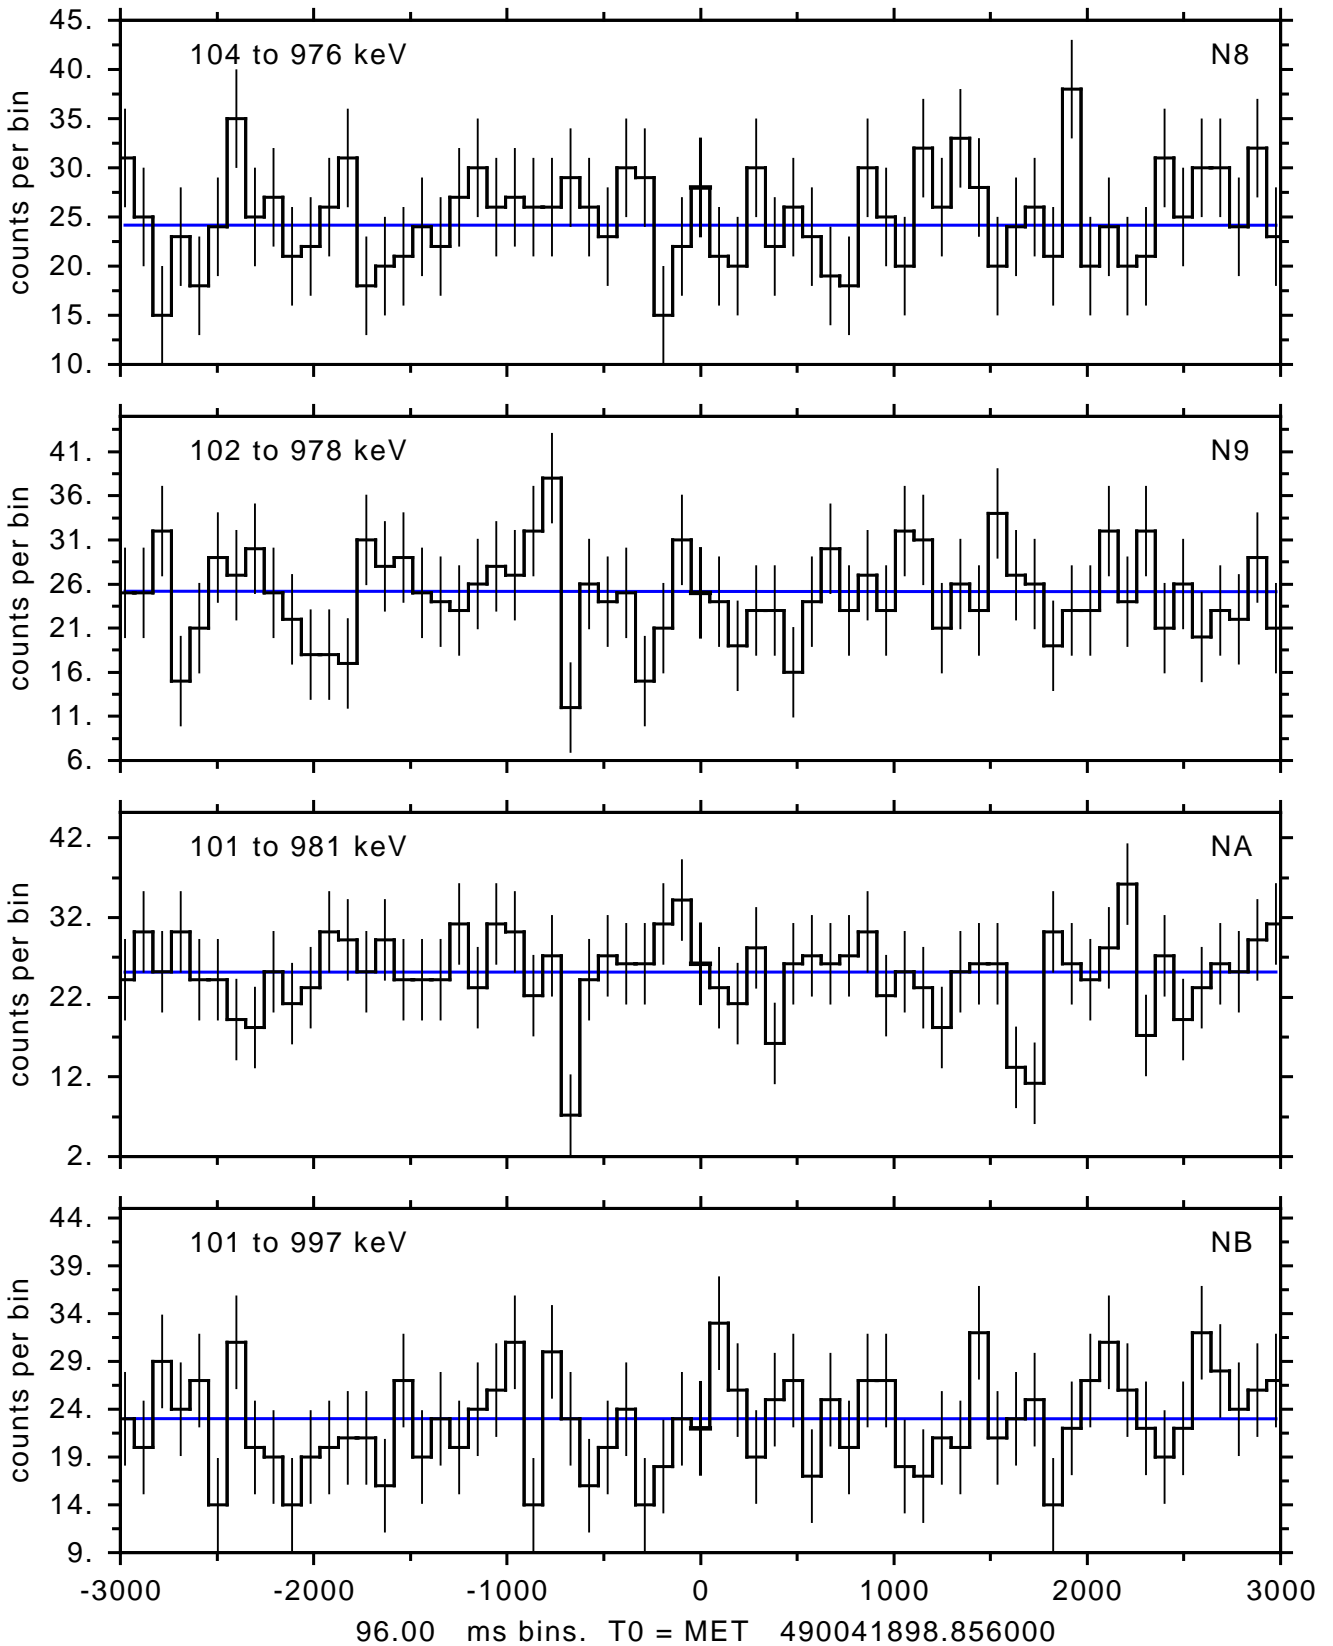 45.
104 to 976 keV N8
40.
35.
30.
25.
20.
15.
10.
counts per bin
102 to 978 keV N9
41.
36.
31.
26.
21.
16.
11.
6.
counts per bin
101 to 981 keV NA
42.
32.
22.
12.
2.
counts per bin
44.
101 to 997 keV NB
39.
34.
29.
24.
19.
14.
9.
counts per bin
-3000 -2000 -1000 0 1000 2000 3000
96.00 ms bins. T0 = MET 490041898.856000